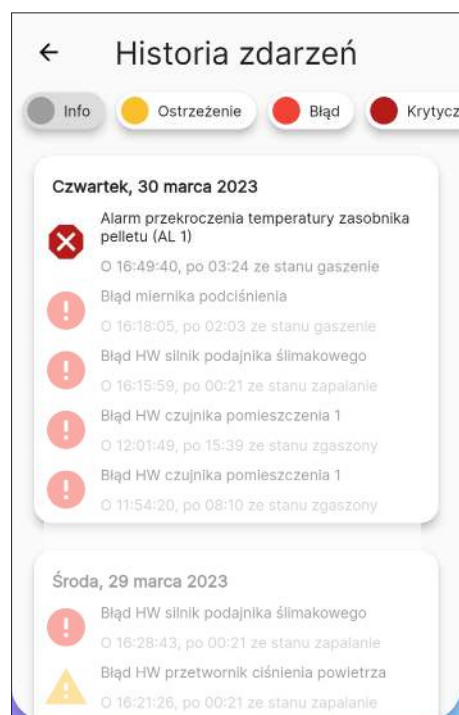 Historia zdarzeń
Info
Ostrzeżenie
Błąd
Krytycz
Czwartek, 30 marca 2023
Alarm przekroczenia temperatury zasobnika
pelletu (AL 1)
O 16:49:40, po 03:24 ze stanu gaszenie
Błąd miernika podciśnienia
O 16:18:05, po 02:03 ze stanu gaszenie
Błąd HW silnik podajnika ślimakowego
O 16:15:59, po 00:21 ze stanu zapalanie
Błąd HW czujnika pomieszczenia 1
O 12:01:49, po 15:39 ze stanu zgaszony
Błąd HW czujnika pomieszczenia 1
O 11:54:20, po 08:10 ze stanu zgaszony
Środa, 29 marca 2023
Błąd HW silnik podajnika ślimakowego
O 16:28:43, po 00:21 ze stanu zapalanie
Błąd HW przetwornik ciśnienia powietrza
O 16:21:26, po 00:21 ze stanu zapalanie